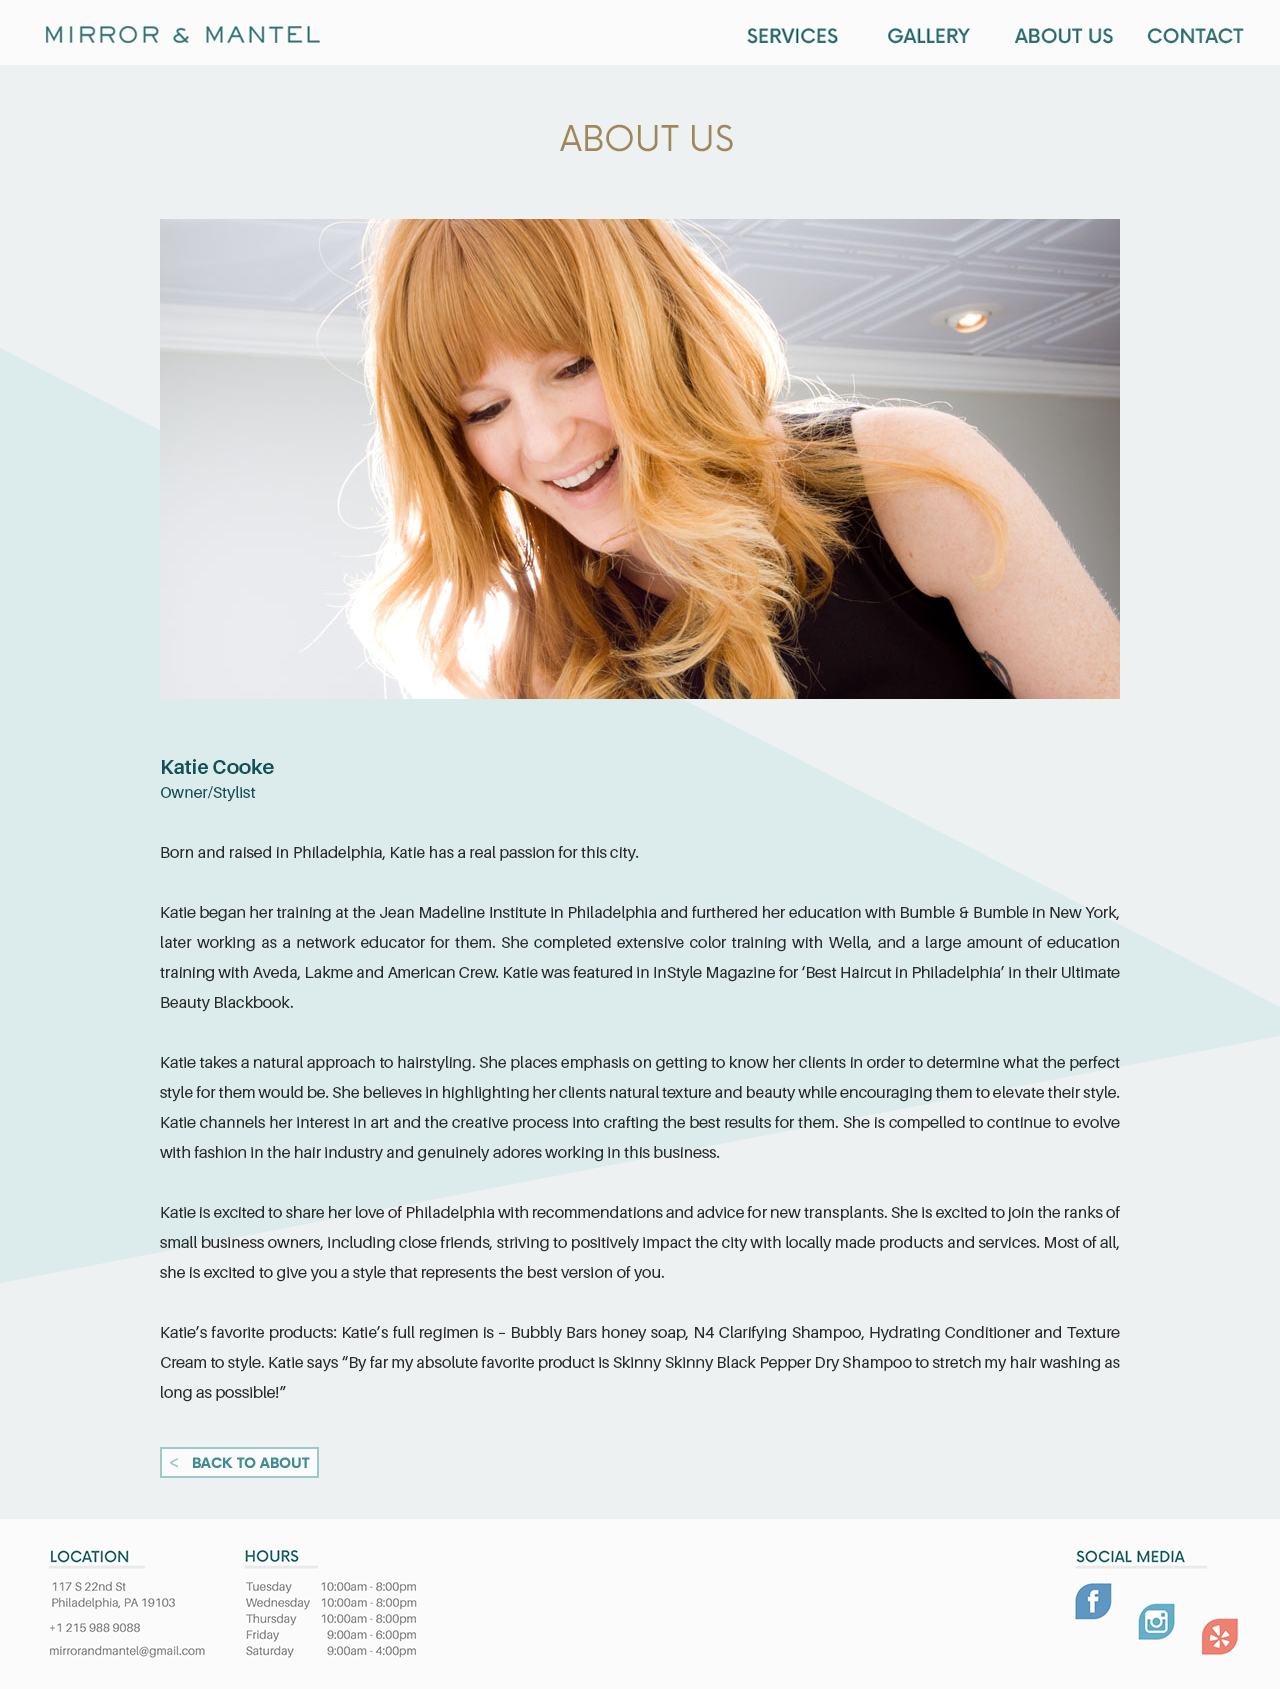 MIRROR & MANTEL
SERVICES GALLERY ABOUT US CONTACT
ABOUT US
Katie Cooke
Owner/Stylist
Born and raised in Philadelphia, Katie has a real passion for this city.
Katie began her training at the Jean Madeline Institute in Philadelphia and furthered her education with Bumble & Bumble in New York,
later working as a network educator for them. She completed extensive color training with Wella, and a large amount of education
training with Aveda, Lakme and American Crew. Katie was featured in InStyle Magazine for ‘Best Haircut in Philadelphia’ in their Ultimate
Beauty Blackbook.
Katie takes a natural approach to hairstyling. She places emphasis on getting to know her clients in order to determine what the perfect
style for them would be. She believes in highlighting her clients natural texture and beauty while encouraging them to elevate their style.
Katie channels her interest in art and the creative process into crafting the best results for them. She is compelled to continue to evolve
with fashion in the hair industry and genuinely adores working in this business.
Katie is excited to share her love of Philadelphia with recommendations and advice for new transplants. She is excited to join the ranks of
small business owners, including close friends, striving to positively impact the city with locally made products and services. Most of all,
she is excited to give you a style that represents the best version of you.
Katie’s favorite products: Katie’s full regimen is – Bubbly Bars honey soap, N4 Clarifying Shampoo, Hydrating Conditioner and Texture
Cream to style. Katie says “By far my absolute favorite product is Skinny Skinny Black Pepper Dry Shampoo to stretch my hair washing as
long as possible!”
< BACK TO ABOUT
LOCATION
117 S 22nd St
Philadelphia, PA 19103
+1 215 988 9088
mirrorandmantel@gmail.com
HOURS
Tuesday 10:00am - 8:00pm
Wednesday 10:00am - 8:00pm
Thursday 10:00am - 8:00pm
Friday 9:00am - 6:00pm
Saturday 9:00am - 4:00pm
SOCIAL MEDIA